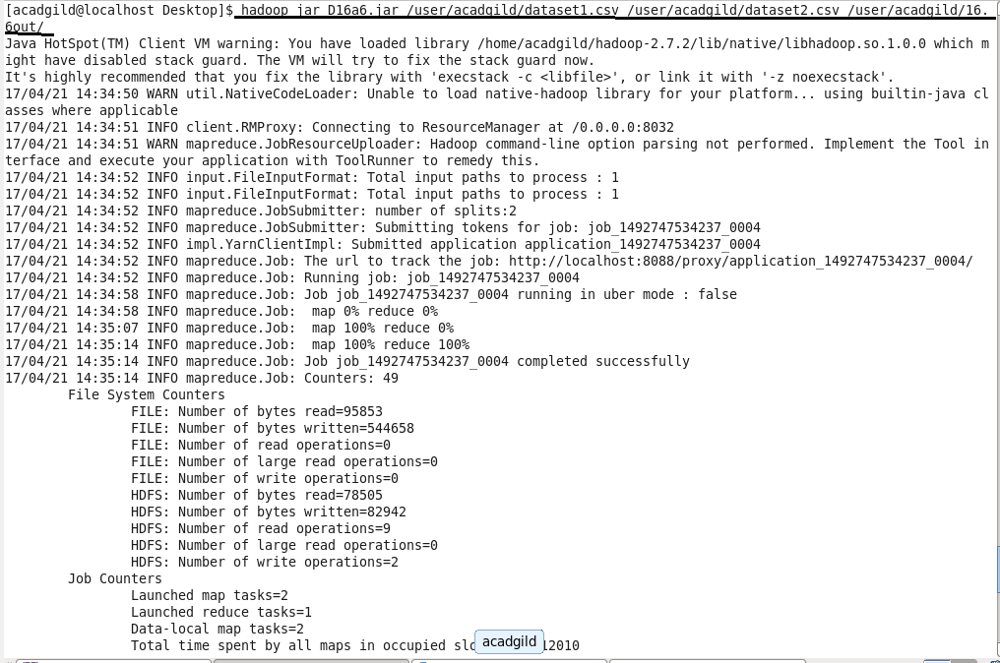 [acadgild@localhost Desktop]$ hadoop jar D16a6.jar /user/acadgild/dataset1.csv /user/acadgild/dataset2.csv /user/acadgild/16.
6out/
Java HotSpot(TM) Client VM warning: You have loaded library /home/acadgild/hadoop-2.7.2/lib/native/libhadoop.so.1.0.0 which m
ight have disabled stack guard. The VM will try to fix the stack guard now.
It's highly recommended that you fix the library with 'execstack -c <libfile>', or link it with '-z noexecstack'.
17/04/21 14:34:50 WARN util.NativeCodeLoader: Unable to load native-hadoop library for your platform... using builtin-java cl
asses where applicable
17/04/21 14:34:51 INFO client.RMProxy: Connecting to ResourceManager at /0.0.0.0:8032
17/04/21 14:34:51 WARN mapreduce.JobResourceUploader: Hadoop command-line option parsing not performed. Implement the Tool in
terface and execute your application with ToolRunner to remedy this.
17/04/21 14:34:52 INFO input.FileInputFormat: Total input paths to process : 1
17/04/21 14:34:52 INFO input.FileInputFormat: Total input paths to process : 1
17/04/21 14:34:52 INFO mapreduce.JobSubmitter: number of splits:2
17/04/21 14:34:52 INFO mapreduce.JobSubmitter: Submitting tokens for job: job_1492747534237_0004
17/04/21 14:34:52 INFO impl.YarnClientImpl: Submitted application application_1492747534237_0004
17/04/21 14:34:52 INFO mapreduce.Job: The url to track the job: http://localhost:8088/proxy/application_1492747534237_0004/
17/04/21 14:34:52 INFO mapreduce.Job: Running job: job_1492747534237_0004
17/04/21 14:34:58 INFO mapreduce.Job: Job job_1492747534237_0004 running in uber mode : false
17/04/21 14:34:58 INFO mapreduce.Job:  map 0% reduce 0%
17/04/21 14:35:07 INFO mapreduce.Job:  map 100% reduce 0%
17/04/21 14:35:14 INFO mapreduce.Job:  map 100% reduce 100%
17/04/21 14:35:14 INFO mapreduce.Job: Job job_1492747534237_0004 completed successfully
17/04/21 14:35:14 INFO mapreduce.Job: Counters: 49
File System Counters
FILE: Number of bytes read=95853
FILE: Number of bytes written=544658
FILE: Number of read operations=0
FILE: Number of large read operations=0
FILE: Number of write operations=0
HDFS: Number of bytes read=78505
HDFS: Number of bytes written=82942
HDFS: Number of read operations=9
HDFS: Number of large read operations=0
HDFS: Number of write operations=2
Job Counters
Launched map tasks=2
Launched reduce tasks=1
Data-local map tasks=2
Total time spent by all maps in occupied 12010
acadgild